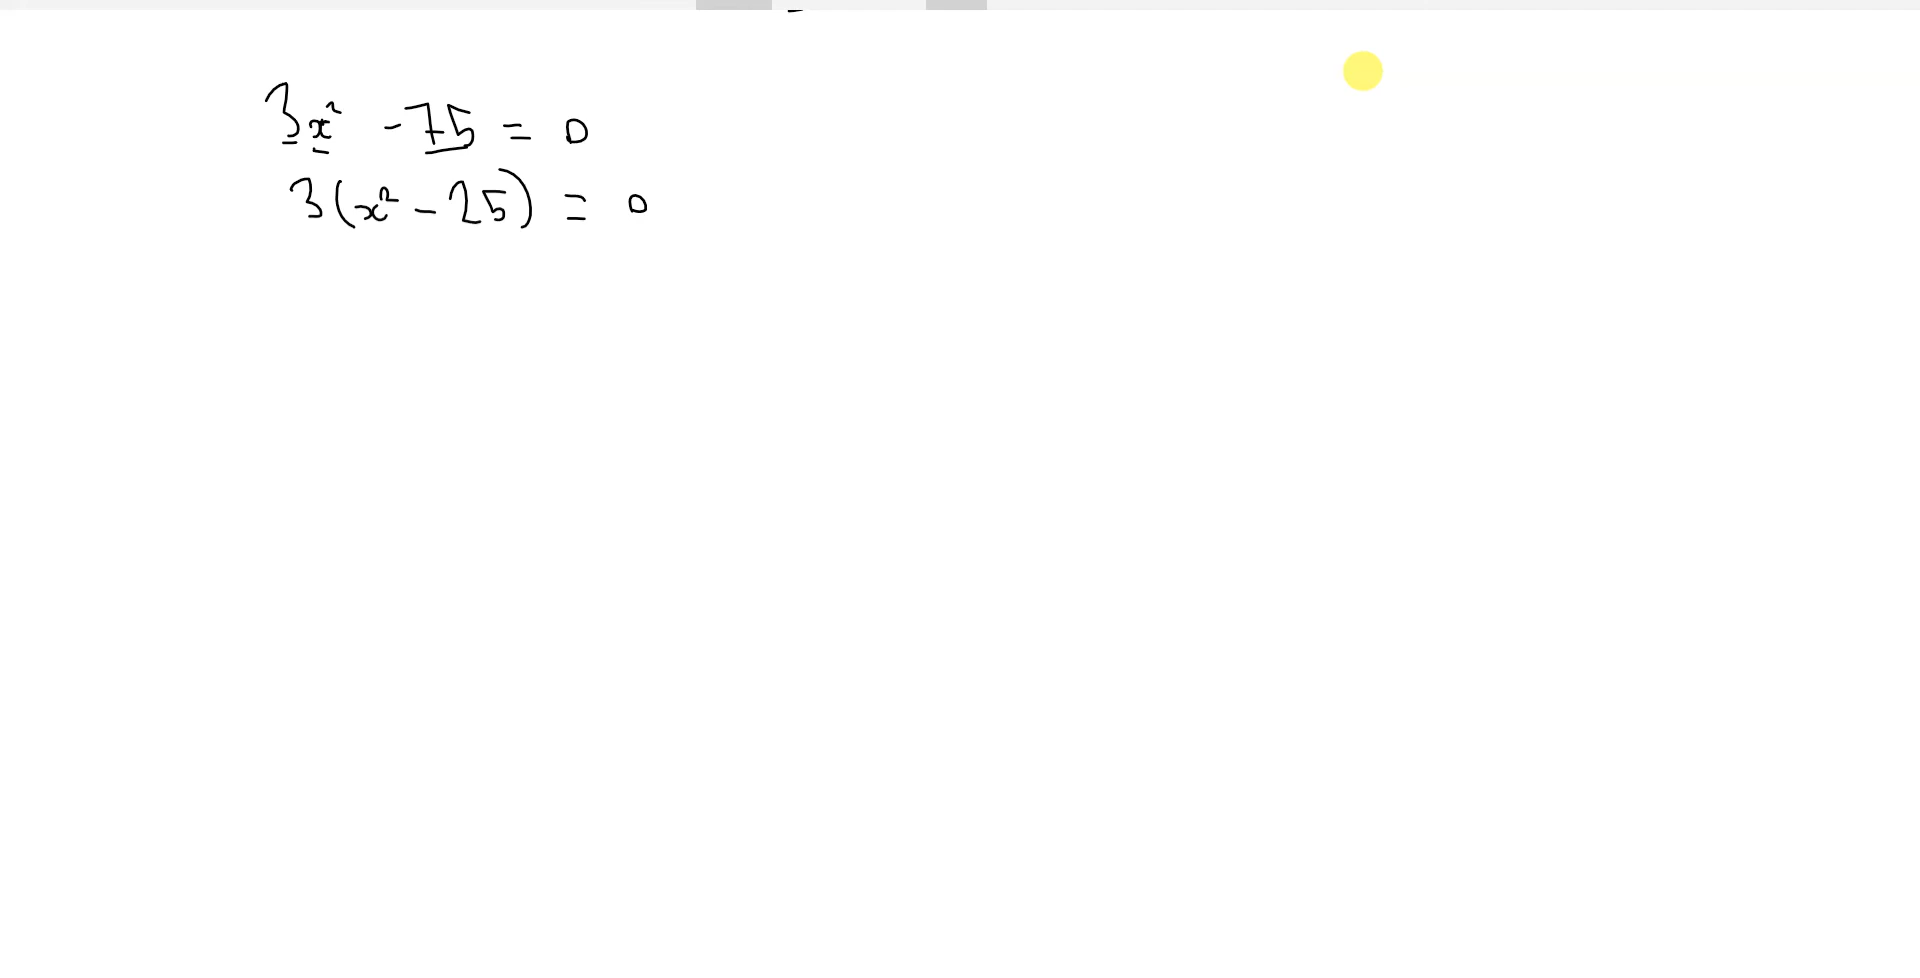 3x² - 75 = 0
3(x² - 25) = 0